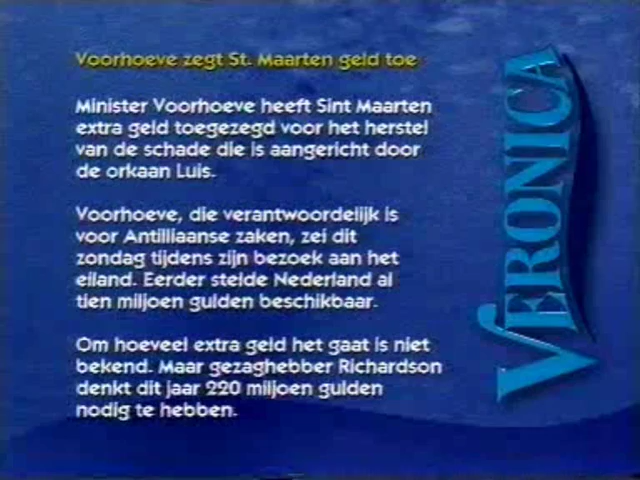 Voorhoeve zegt St. Maarten geld toe
Minister Voorhoeve heeft Sint Maarten
extra geld toegezegd voor het herstel
van de schade die is aangericht door
de orkaan Luis.
Voorhoeve, die verantwoordelijk is
voor Antilliaanse zaken, zei dit
zondag tijdens zijn bezoek aan het
eiland. Eerder stelde Nederland al
tien miljoen gulden beschikbaar.
Om hoeveel extra geld het gaat is niet
bekend. Maar gezaghebber Richardson
denkt dit jaar 220 miljoen gulden
nodig te hebben.
VERONICA